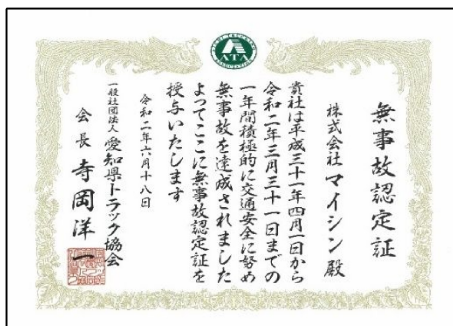 ATA
無事故認定証
株式会社マイシン殿
貴社は平成三十一年四月一日から
令和二年三月三十一日までの
一年間積極的に交通安全に努め
無事故を達成されました
よってここに無事故認定証を
授与いたします
令和二年六月十八日
一般社団法人 愛知県トラック協会
会長 寺岡洋一